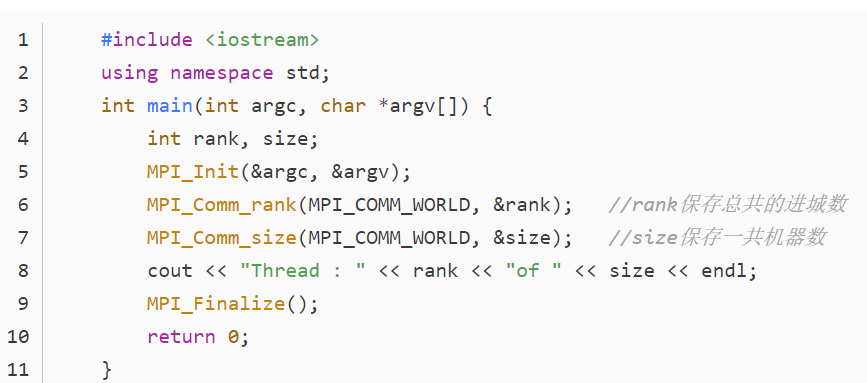 1 #include <iostream>
2 using namespace std;
3 int main(int argc, char *argv[]) {
4 int rank, size;
5 MPI_Init(&argc, &argv);
6 MPI_Comm_rank(MPI_COMM_WORLD, &rank); //rank保存总共的进城数
7 MPI_Comm_size(MPI_COMM_WORLD, &size); //size保存一共机器数
8 cout << "Thread : " << rank << "of " << size << endl;
9 MPI_Finalize();
10 return 0;
11 }